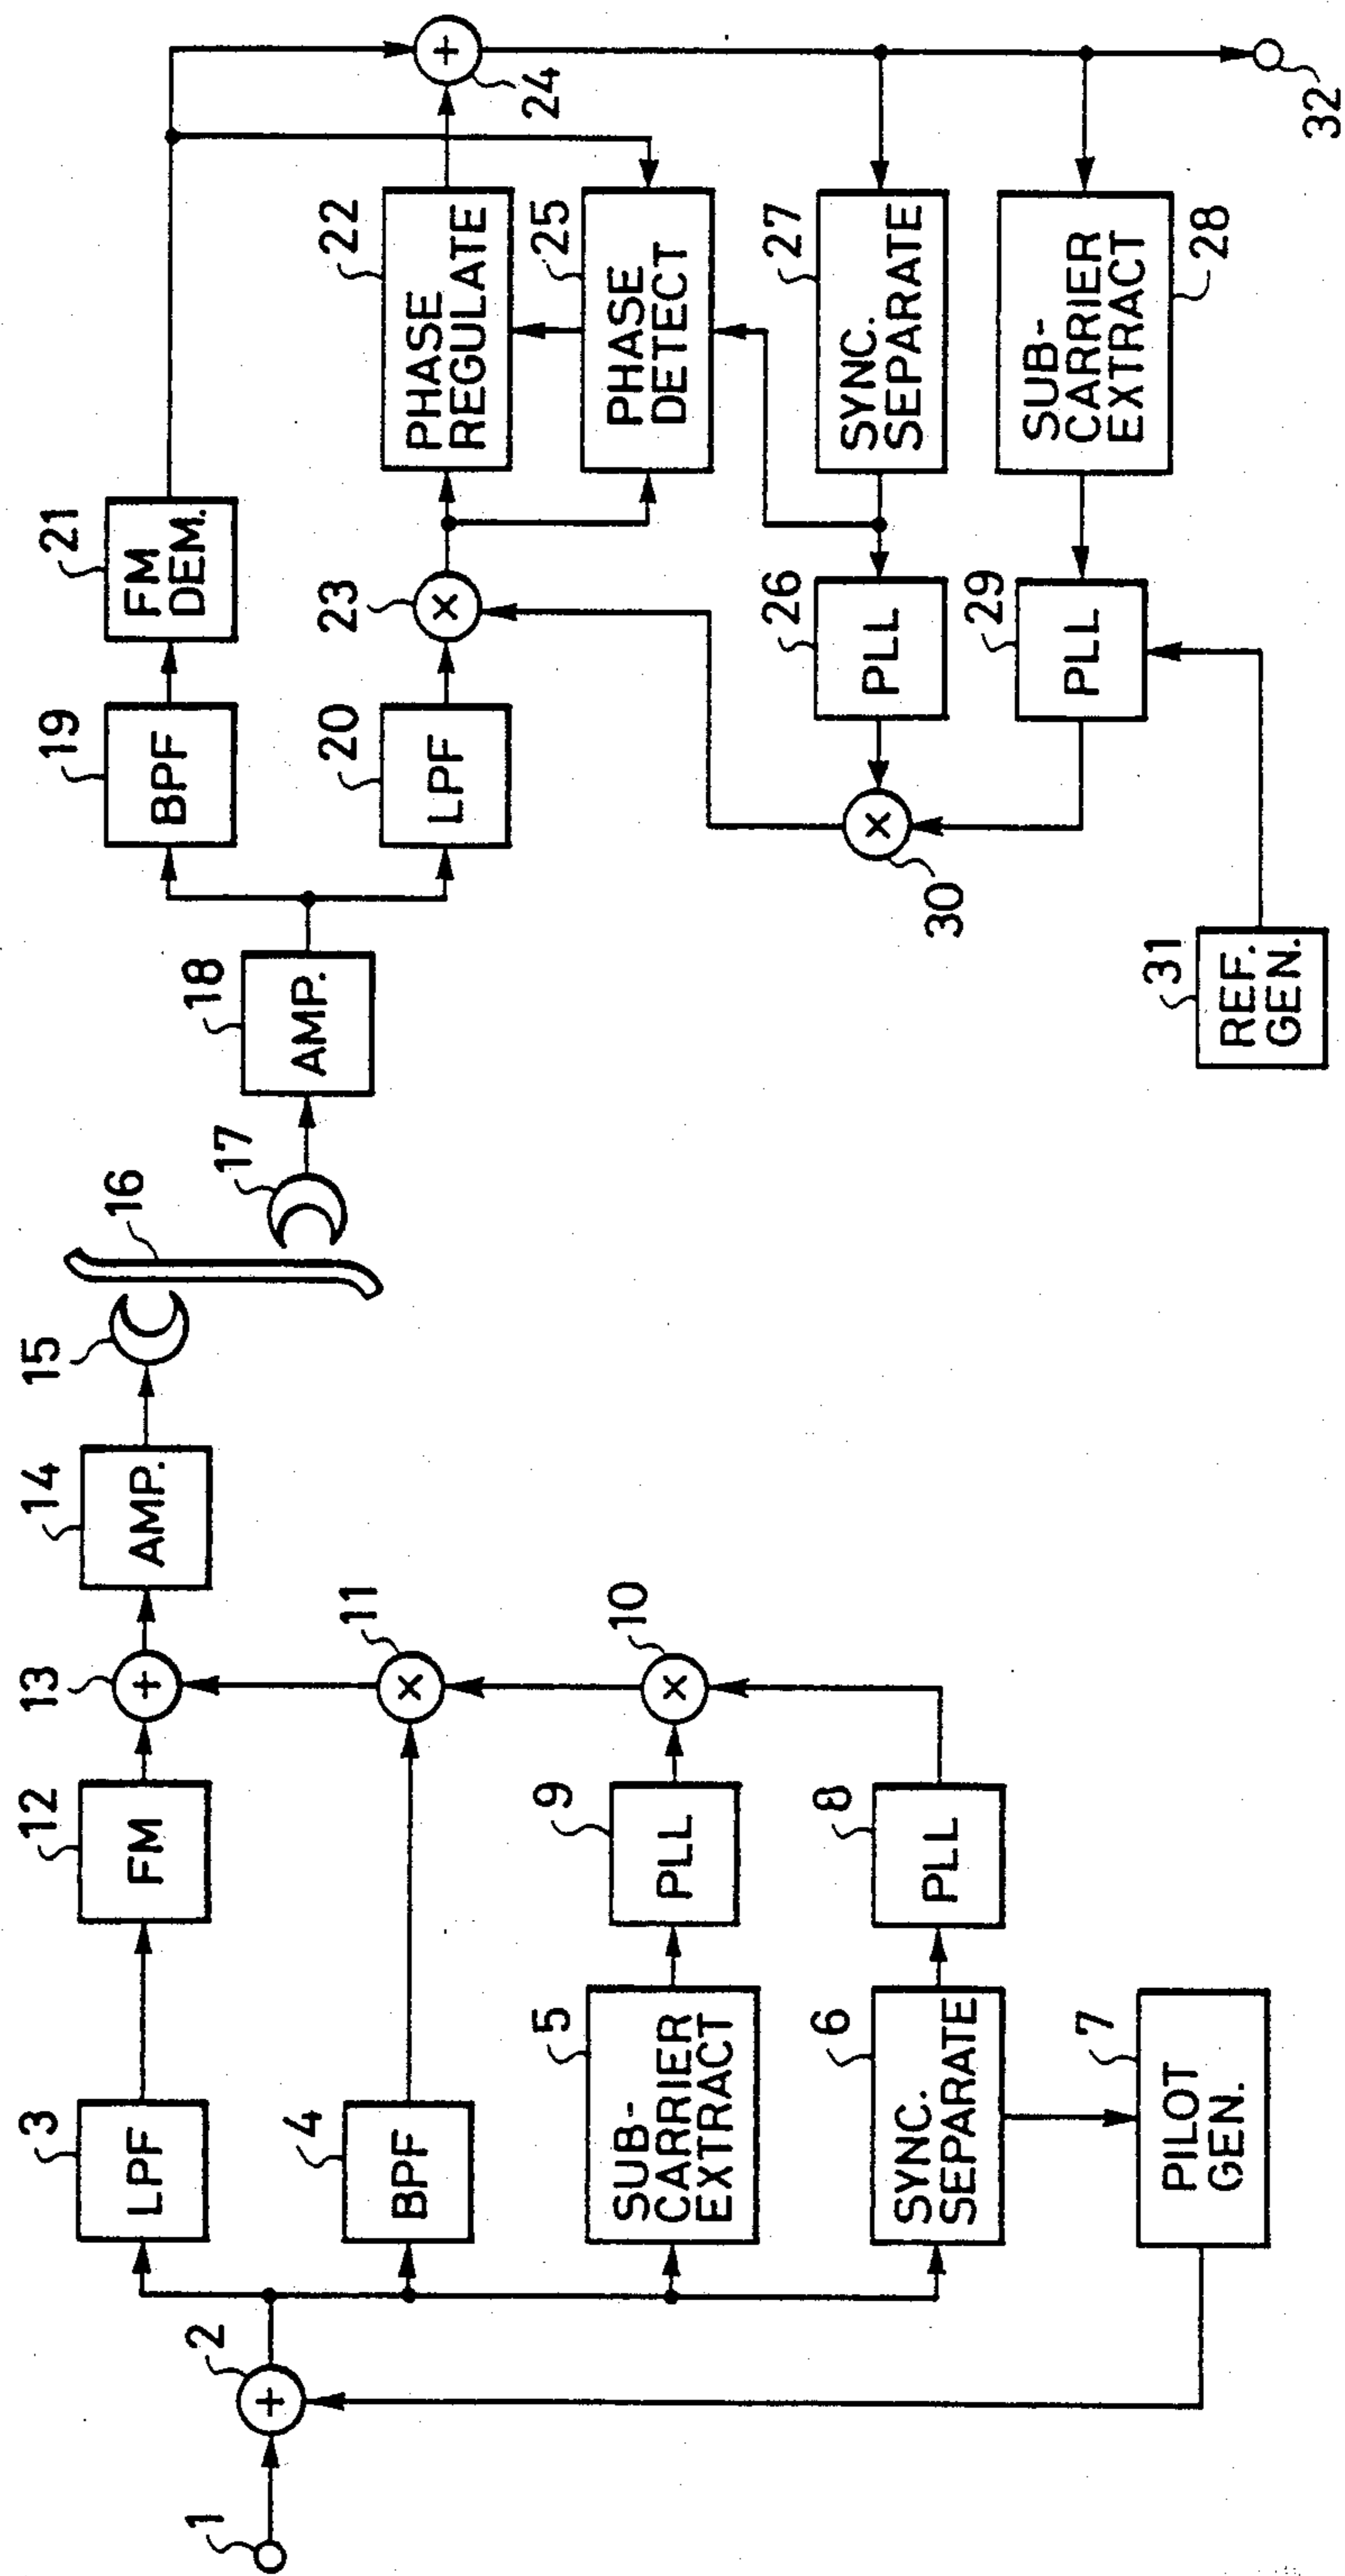 1
2
3
LPF
4
BPF
5
SUB-
CARRIER
EXTRACT
6
SYNC.
SEPARATE
7
PILOT
GEN.
8
PLL
9
PLL
10
11
12
FM
13
14
AMP.
15
16
17
18
AMP.
19
BPF
20
LPF
21
FM
DEM.
22
PHASE
REGULATE
23
24
25
PHASE
DETECT
26
PLL
27
SYNC.
SEPARATE
28
SUB-
CARRIER
EXTRACT
29
PLL
30
31
REF.
GEN.
32